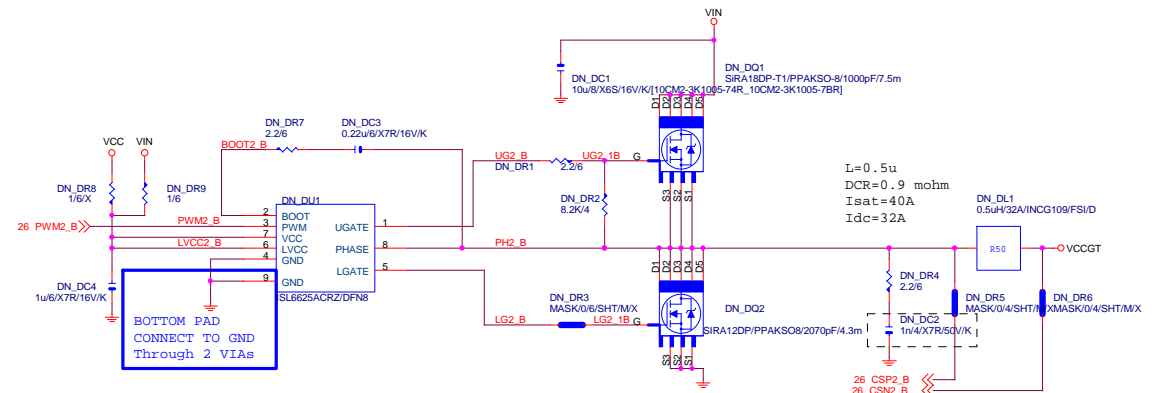 VIN
DN_DC1
10u/8/X6S/16V/K/[10CM2-3K1005-74R_10CM2-3K1005-7BR]
DN_DQ1
SiRA18DP-T1/PPAKSO-8/1000pF/7.5m
D1
D2
D3
D4
D5
G
S3
S2
S1
VCC
VIN
DN_DR7
2.2/6
DN_DC3
0.22u/6/X7R/16V/K
BOOT2_B
DN_DR8
1/6/X
DN_DR9
1/6
UG2_B
DN_DR1
2.2/6
UG2_1B
DN_DR2
8.2K/4
L=0.5u
DCR=0.9 mohm
Isat=40A
Idc=32A
DN_DL1
0.5uH/32A/INCG109/FSI/D
R50
VCCGT
DN_DU1
26 PWM2_B
PWM2_B
LVCC2_B
2
3
7
6
4
9
BOOT
PWM
VCC
LVCC
GND
GND
UGATE
PHASE
LGATE
1
8
5
SL6625ACRZ/DFN8
PH2_B
DN_DC4
1u/6/X7R/16V/K
BOTTOM PAD
CONNECT TO GND
Through 2 VIAs
LG2_B
DN_DR3
MASK/0/6/SHT/M/X
LG2_1B
D1
D2
D3
D4
D5
G
S3
S2
S1
DN_DQ2
SIRA12DP/PPAKSO8/2070pF/4.3m
DN_DR4
2.2/6
DN_DC2
1n/4/X7R/50V/K
DN_DR5
MASK/0/4/SHT/M/X
DN_DR6
MASK/0/4/SHT/M/X
26 CSP2_B
26 CSN2_B